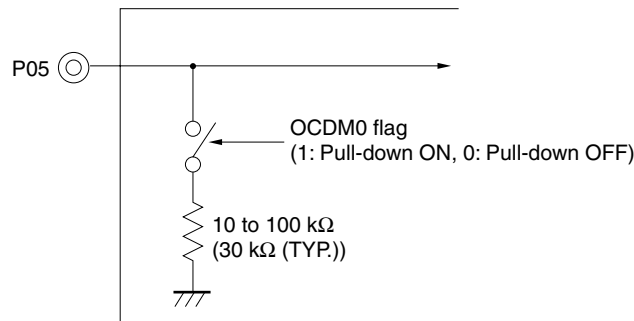 P05
OCDM0 flag
(1: Pull-down ON, 0: Pull-down OFF)
10 to 100 kΩ
(30 kΩ (TYP.))